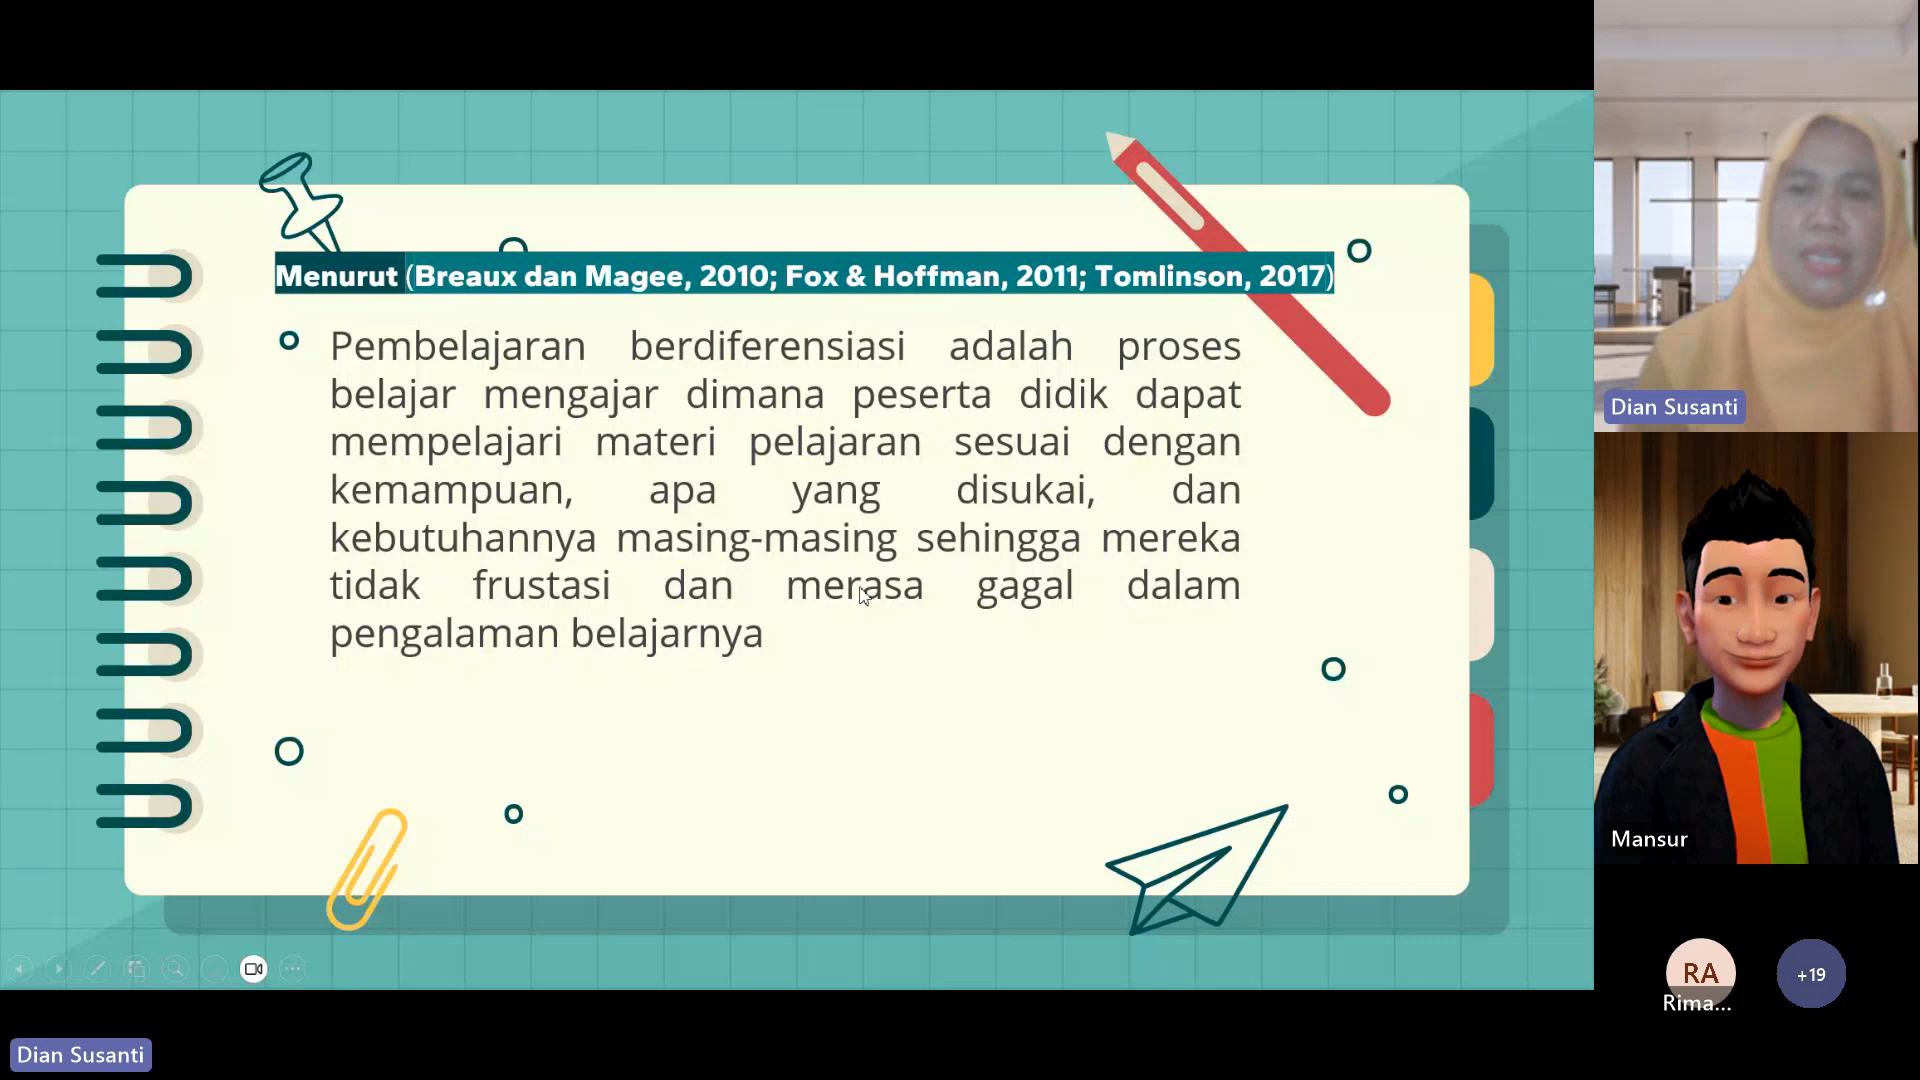 Menurut (Breaux dan Magee, 2010; Fox & Hoffman, 2011; Tomlinson, 2017)
Pembelajaran berdiferensiasi adalah proses
belajar mengajar dimana peserta didik dapat
mempelajari materi pelajaran sesuai dengan
kemampuan, apa yang disukai, dan
kebutuhannya masing-masing sehingga mereka
tidak frustasi dan merasa gagal dalam
pengalaman belajarnya
Dian Susanti
Mansur
RA
Rima...
+19
Dian Susanti